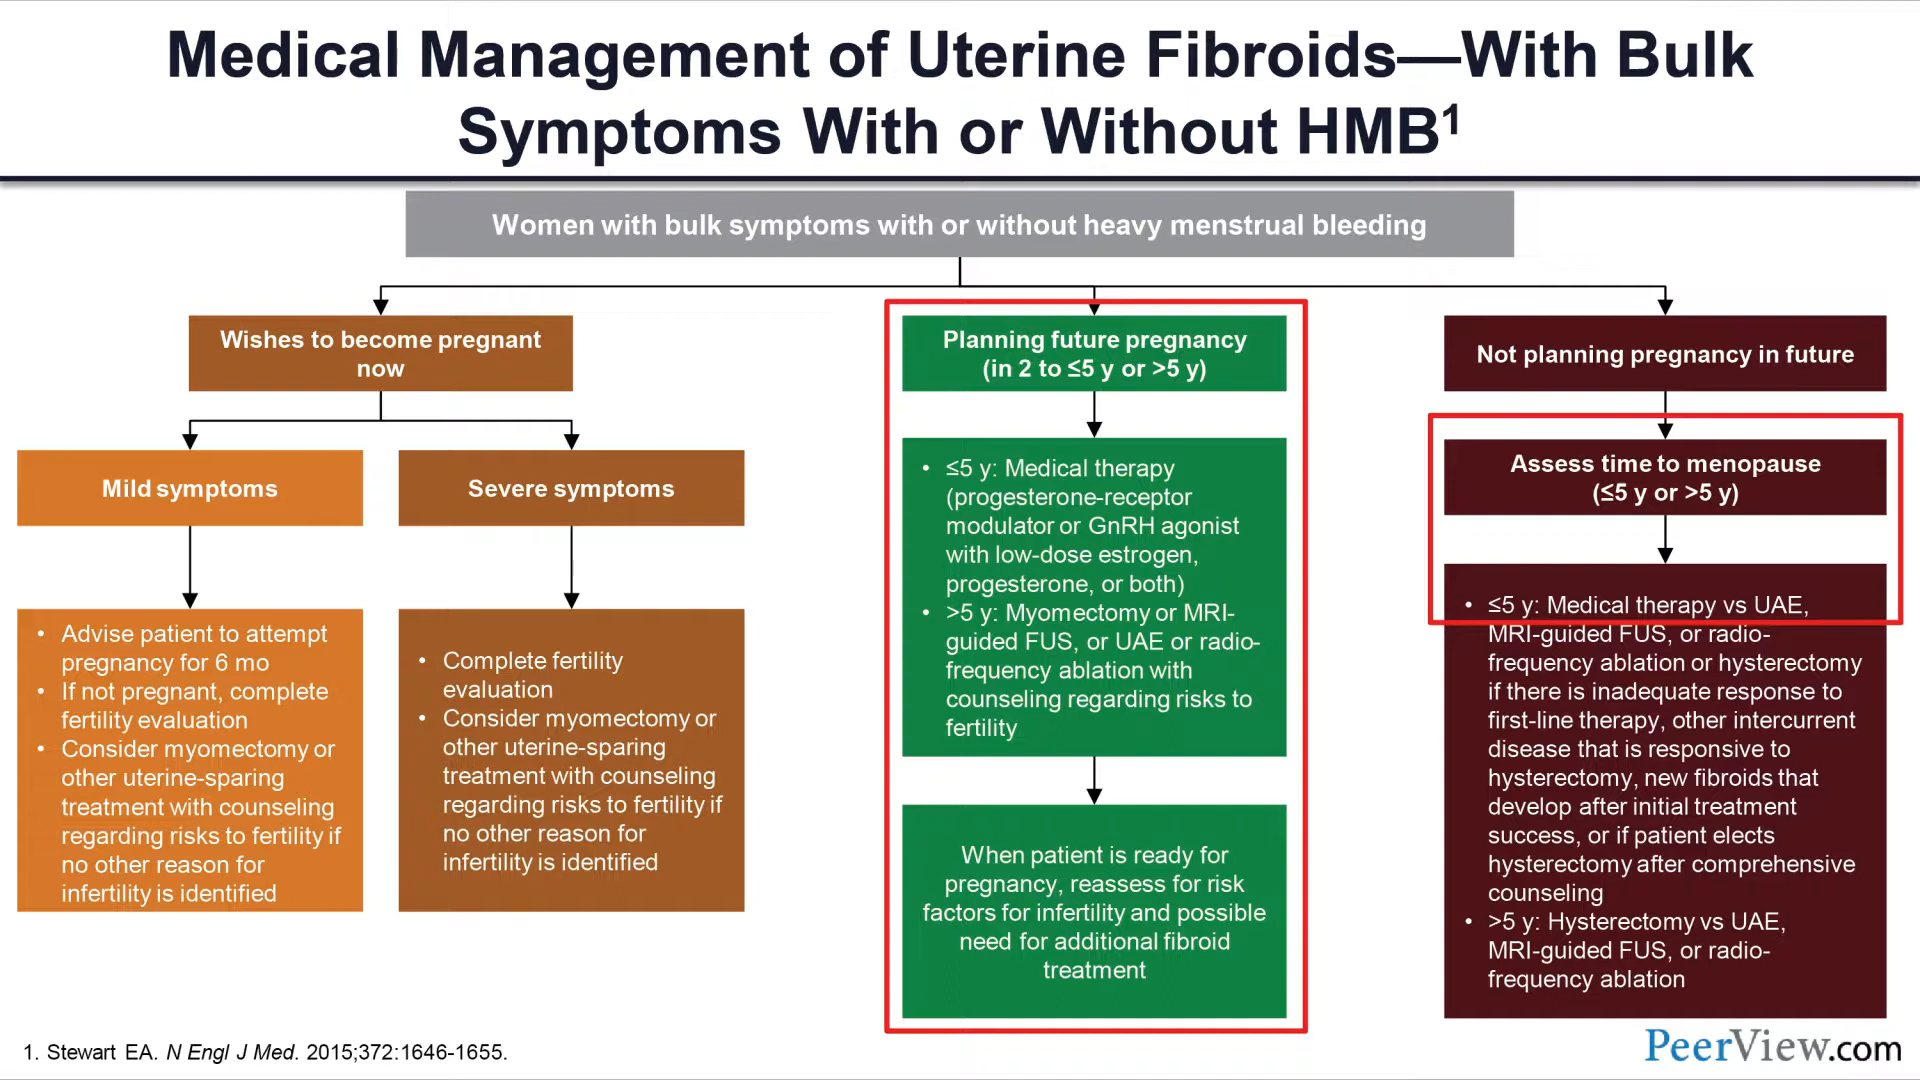 Medical Management of Uterine Fibroids—With Bulk
Symptoms With or Without HMB¹
Women with bulk symptoms with or without heavy menstrual bleeding
Wishes to become pregnant
now
Mild symptoms
• Advise patient to attempt
pregnancy for 6 mo
• If not pregnant, complete
fertility evaluation
• Consider myomectomy or
other uterine-sparing
treatment with counseling
regarding risks to fertility if
no other reason for
infertility is identified
Severe symptoms
• Complete fertility
evaluation
• Consider myomectomy or
other uterine-sparing
treatment with counseling
regarding risks to fertility if
no other reason for
infertility is identified
Planning future pregnancy
(in 2 to ≤5 y or >5 y)
• ≤5 y: Medical therapy
(progesterone-receptor
modulator or GnRH agonist
with low-dose estrogen,
progesterone, or both)
• >5 y: Myomectomy or MRI-
guided FUS, or UAE or radio-
frequency ablation with
counseling regarding risks to
fertility
When patient is ready for
pregnancy, reassess for risk
factors for infertility and possible
need for additional fibroid
treatment
Not planning pregnancy in future
Assess time to menopause
(≤5 y or >5 y)
• ≤5 y: Medical therapy vs UAE,
MRI-guided FUS, or radio-
frequency ablation or hysterectomy
if there is inadequate response to
first-line therapy, other intercurrent
disease that is responsive to
hysterectomy, new fibroids that
develop after initial treatment
success, or if patient elects
hysterectomy after comprehensive
counseling
• >5 y: Hysterectomy vs UAE,
MRI-guided FUS, or radio-
frequency ablation
1. Stewart EA. N Engl J Med. 2015;372:1646-1655.
PeerView.com